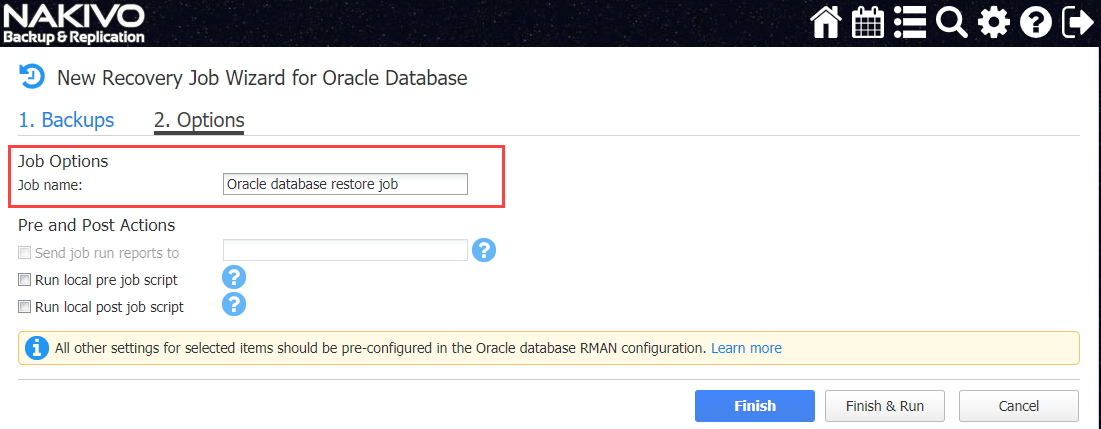 NAKIVO
Backup & Replication
New Recovery Job Wizard for Oracle Database
1. Backups 2. Options
Job Options
Job name: Oracle database restore job
Pre and Post Actions
Send job run reports to ?
Run local pre job script ?
Run local post job script ?
All other settings for selected items should be pre-configured in the Oracle database RMAN configuration. Learn more
Finish Finish & Run Cancel